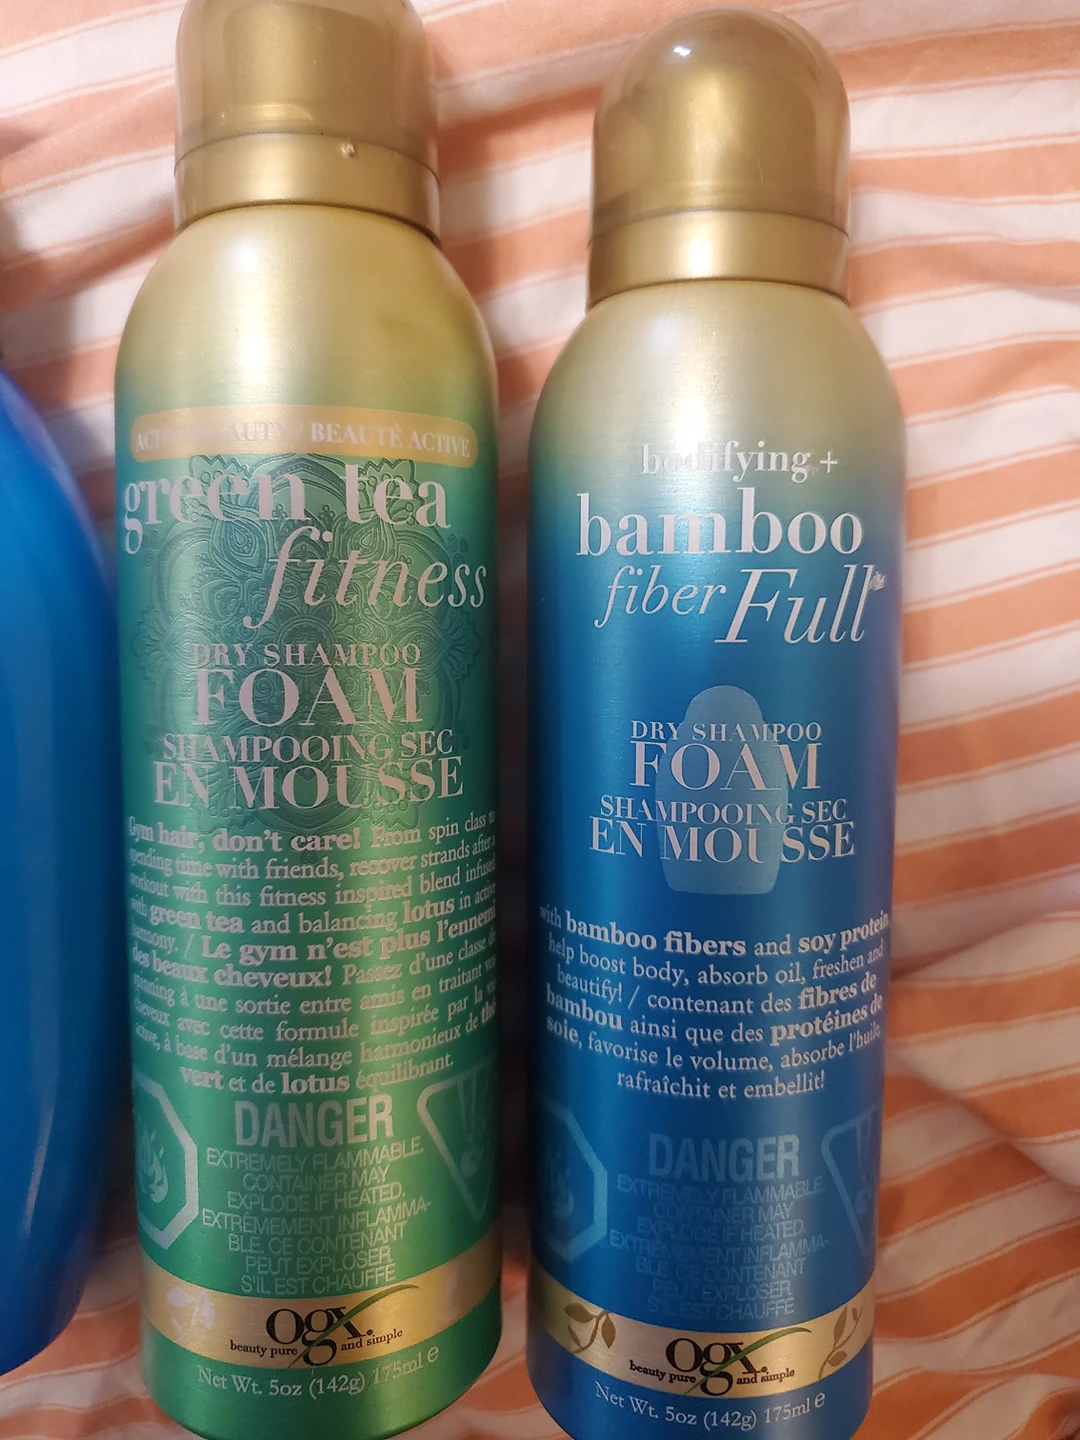 ACTIVE BEAUTY / BEAUTÉ ACTIVE
green tea
fitness
DRY SHAMPOO
FOAM
SHAMPOOING SEC
EN MOUSSE
Gym hair, don't care! From spin class to
spending time with friends, recover strands after a
workout with this fitness inspired blend infused
with green tea and balancing lotus in active
harmony. / Le gym n'est plus l'ennemi
des beaux cheveux! Passez d'une classe de
spinning à une sortie entre amis en traitant vos
cheveux avec cette formule inspirée par la vie
active, à base d'un mélange harmonieux de thé
vert et de lotus équilibrant.
DANGER
EXTREMELY FLAMMABLE.
CONTAINER MAY
EXPLODE IF HEATED.
EXTRÊMEMENT INFLAMMA-
BLE. CE CONTENANT
PEUT EXPLOSER
S'IL EST CHAUFFÉ
ogx.
beauty pure and simple
Net Wt. 5oz (142g) 175ml e
bodifying +
bamboo
fiber Full
DRY SHAMPOO
FOAM
SHAMPOOING SEC
EN MOUSSE
with bamboo fibers and soy protein
help boost body, absorb oil, freshen and
beautify! / contenant des fibres de
bambou ainsi que des protéines de
soie, favorise le volume, absorbe l'huile,
rafraîchit et embellit!
DANGER
EXTREMELY FLAMMABLE
CONTAINER MAY
EXPLODE IF HEATED.
EXTRÊMEMENT INFLAMMA-
BLE. CE CONTENANT
PEUT EXPLOSER
S'IL EST CHAUFFÉ
ogx.
beauty pure and simple
Net Wt. 5oz (142g) 175ml e